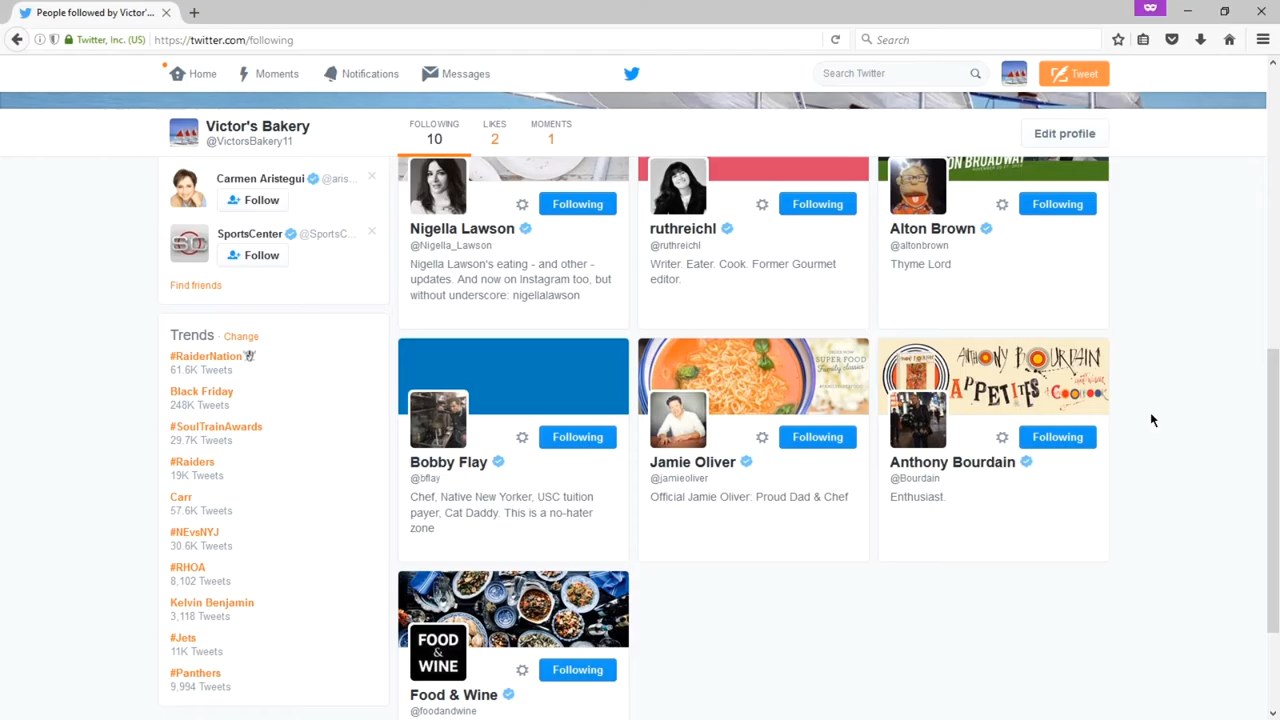 People followed by Victor'...
Twitter, Inc. (US)
https://twitter.com/following
Search
Home
Moments
Notifications
Messages
Search Twitter
Tweet
Victor's Bakery
@VictorsBakery11
FOLLOWING
10
LIKES
2
MOMENTS
1
Edit profile
Carmen Aristegui @aris...
Follow
SportsCenter @SportsC...
Follow
Find friends
Trends · Change
#RaiderNation
61.6K Tweets
Black Friday
248K Tweets
#SoulTrainAwards
29.7K Tweets
#Raiders
19K Tweets
Carr
57.6K Tweets
#NEvsNYJ
30.6K Tweets
#RHOA
8,102 Tweets
Kelvin Benjamin
3,118 Tweets
#Jets
11K Tweets
#Panthers
9,994 Tweets
Following
Nigella Lawson
@Nigella_Lawson
Nigella Lawson's eating - and other -
updates. And now on instagram too, but
without underscore: nigellalawson
Following
ruthreichl
@ruthreichl
Writer. Eater. Cook. Former Gourmet
editor.
ON BROADWAY
Following
Alton Brown
@altonbrown
Thyme Lord
Following
Bobby Flay
@bflay
Chef, Native New Yorker, USC tuition
payer, Cat Daddy. This is a no-hater
zone
SUPER FOOD
Family classics
Following
Jamie Oliver
@jamieoliver
Official Jamie Oliver: Proud Dad & Chef
ANTHONY BOURDAIN
APPETITES
Following
Anthony Bourdain
@Bourdain
Enthusiast.
FOOD
&
WINE
Following
Food & Wine
@foodandwine